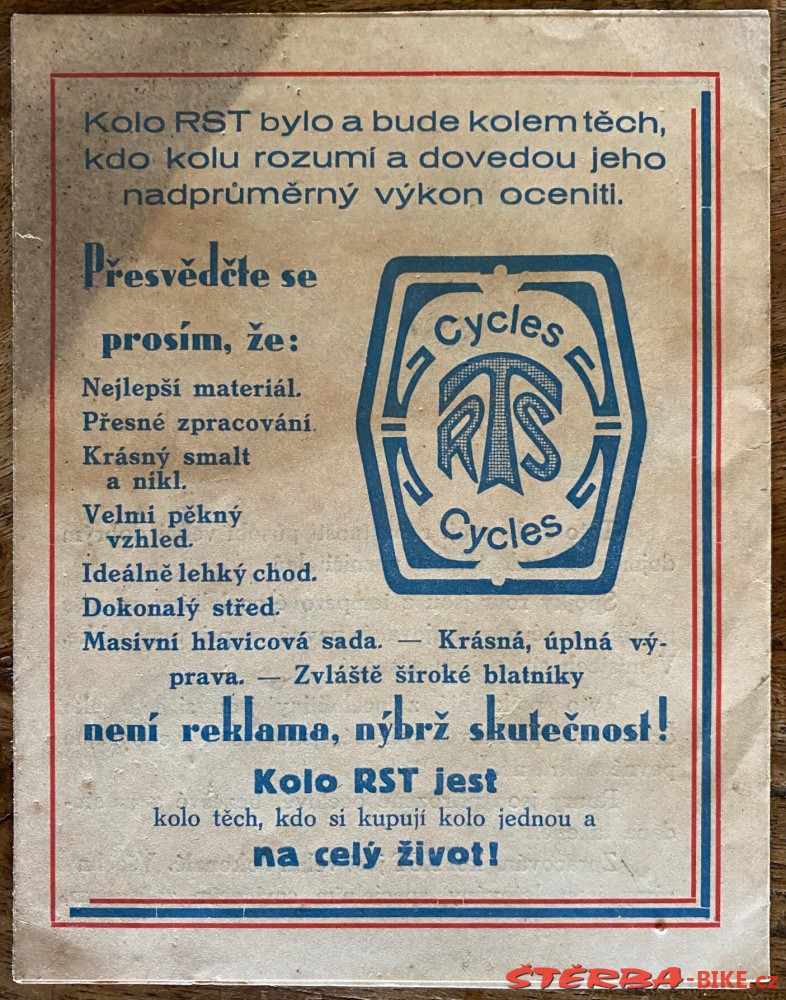 Kolo RST bylo a bude kolem těch,
kdo kolu rozumí a dovedou jeho
nadprůměrný výkon oceniti.
Přesvědčte se
prosím, že:
Nejlepší materiál.
Přesné zpracování.
Krásný smalt
a nikl.
Velmi pěkný
vzhled.
Ideálně lehký chod.
Dokonalý střed.
Cycles
RTS
Cycles
Masivní hlavicová sada. — Krásná, úplná vý-
prava. — Zvláště široké blatníky
není reklama, nýbrž skutečnost!
Kolo RST jest
kolo těch, kdo si kupují kolo jednou a
na celý život!
ŠTĚRBA-BIKE.cz